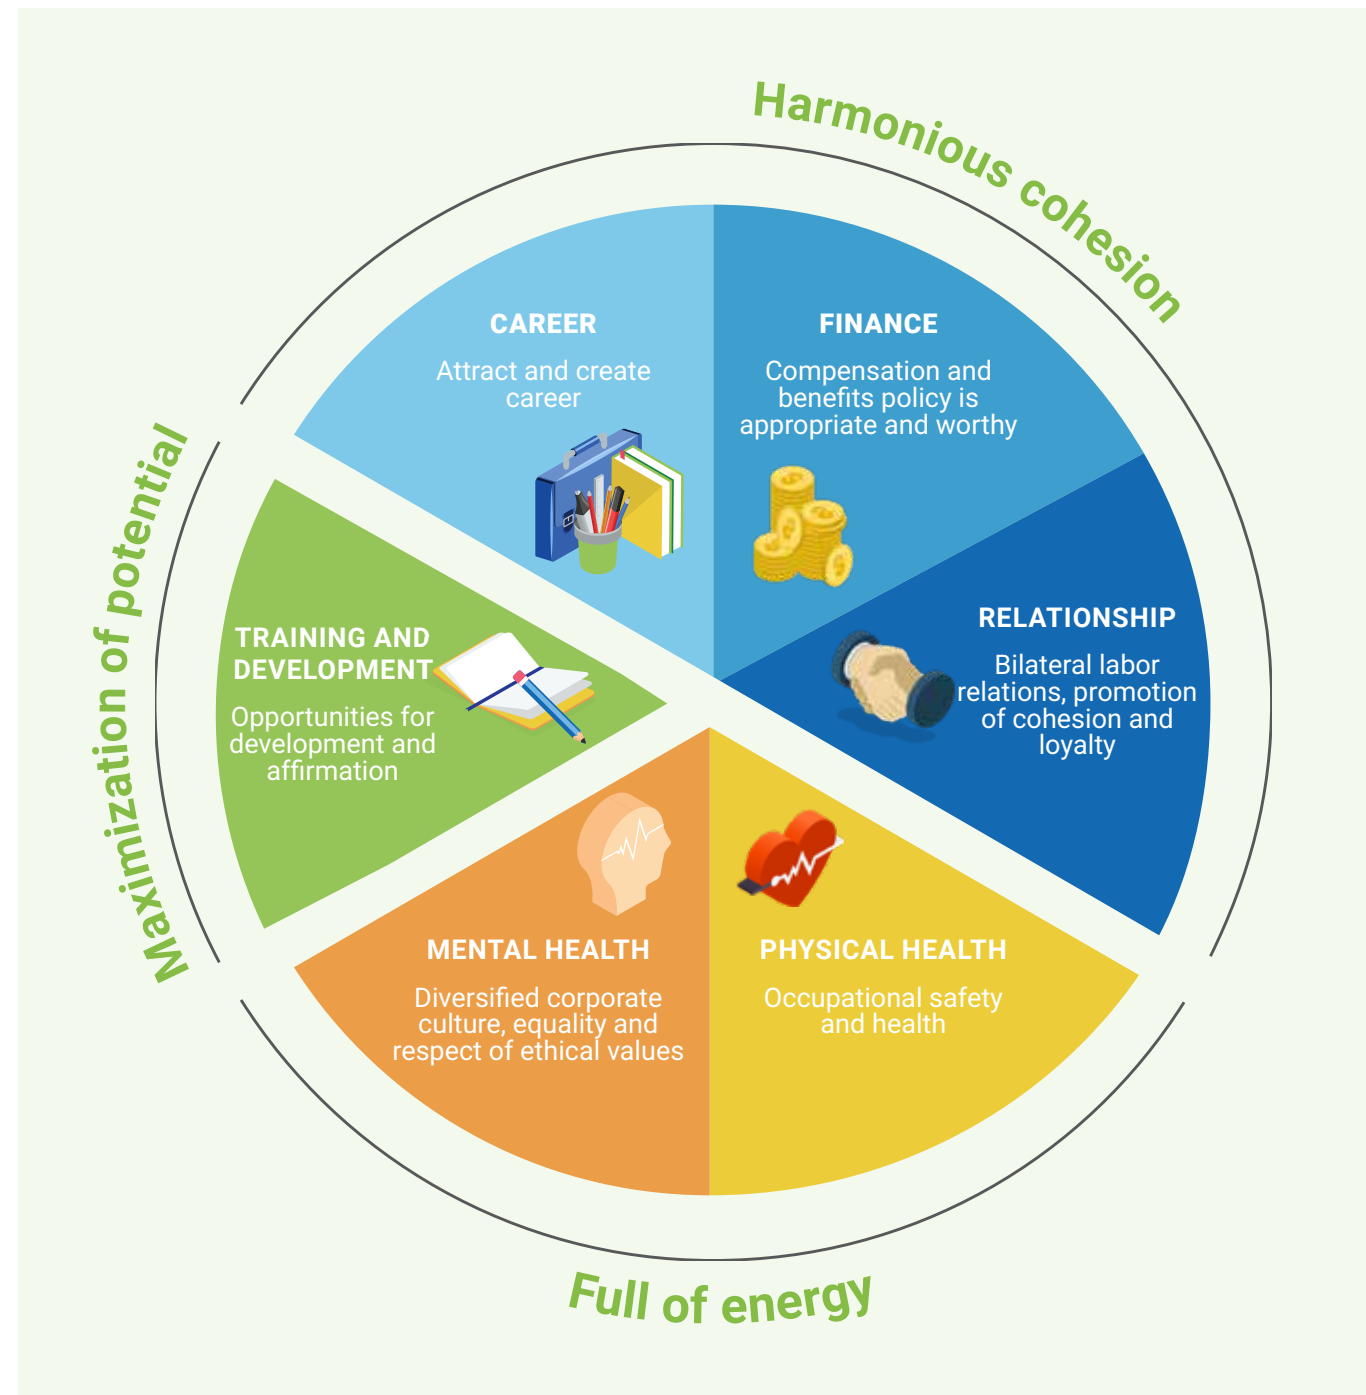 Harmonious cohesion
CAREER
Attract and create
career
FINANCE
Compensation and
benefits policy is
appropriate and worthy
RELATIONSHIP
Bilateral labor
relations, promotion
of cohesion and
loyalty
Maximization of potential
TRAINING AND
DEVELOPMENT
Opportunities for
development and
affirmation
MENTAL HEALTH
Diversified corporate
culture, equality and
respect of ethical values
PHYSICAL HEALTH
Occupational safety
and health
Full of energy